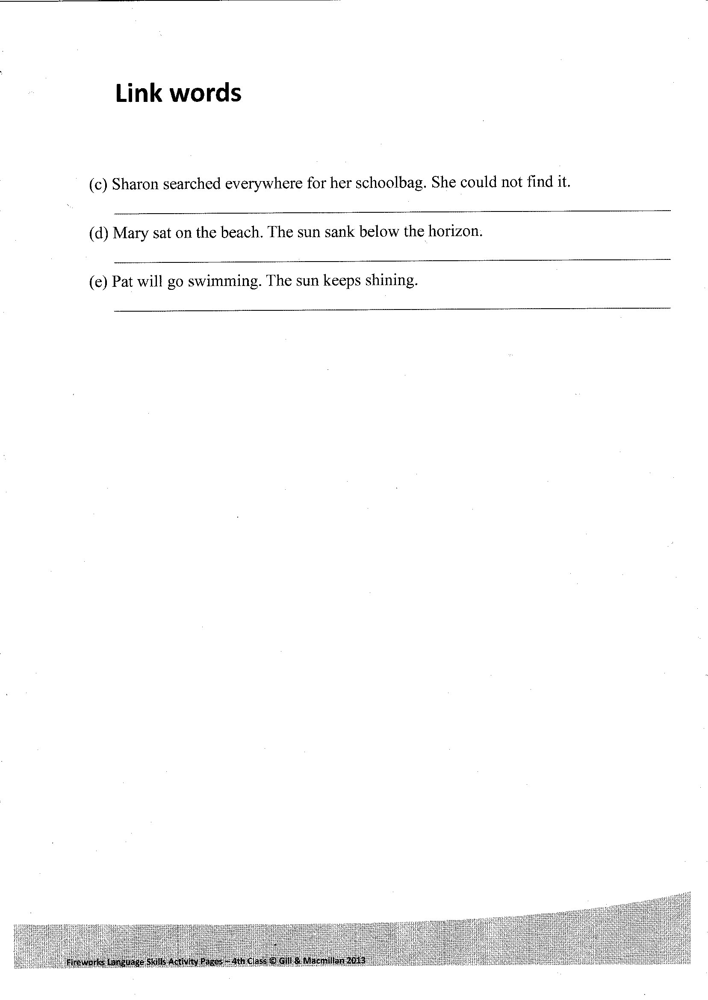 Link words
(c) Sharon searched everywhere for her schoolbag. She could not find it.
(d) Mary sat on the beach. The sun sank below the horizon.
(e) Pat will go swimming. The sun keeps shining.
Fireworks Language Skills Activity Pages – 4th Class © Gill & Macmillan 2013